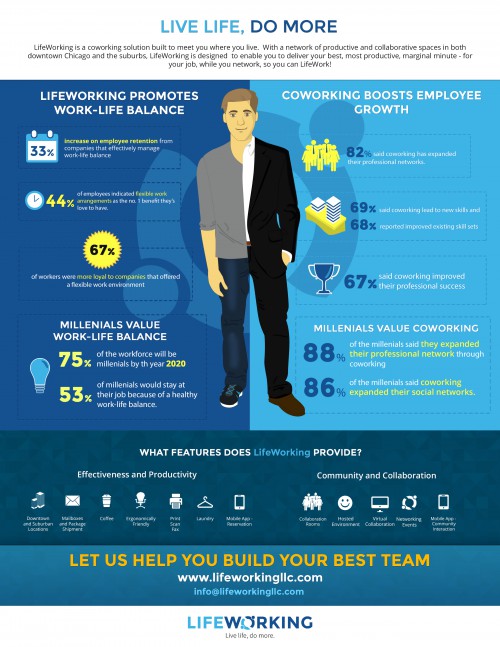 LIVE LIFE, DO MORE
LifeWorking is a coworking solution built to meet you where you live. With a network of productive and collaborative spaces in both
downtown Chicago and the suburbs, LifeWorking is designed to enable you to deliver your best, most productive, marginal minute - for
your job, while you network, so you can LifeWork!
LIFEWORKING PROMOTES
WORK-LIFE BALANCE
33%
increase on employee retention from
companies that effectively manage
work-life balance
44%
of employees indicated flexible work
arrangements as the no. 1 benefit they's
love to have.
67%
of workers were more loyal to companies that offered
a flexible work environment
MILLENIALS VALUE
WORK-LIFE BALANCE
75%
of the workforce will be
millenials by th year 2020
53%
of millenials would stay at
their job because of a healthy
work-life balance.
COWORKING BOOSTS EMPLOYEE
GROWTH
82% said coworking has expanded
their professional networks.
69% said coworking lead to new skills and
68% reported improved existing skill sets
67%
said coworking improved
their professional success
MILLENIALS VALUE COWORKING
88%
of the millenials said they expanded
their professional network through
coworking
86%
of the millenials said coworking
expanded their social networks.
WHAT FEATURES DOES LifeWorking PROVIDE?
Effectiveness and Productivity
Downtown
and Suburban
Locations
Mailboxes
and Package
Shipment
Coffee
Ergonomically
Friendly
Print
Scan
Fax
Laundry
Mobile App -
Reservation
Community and Collaboration
Collaboration
Rooms
Hosted
Environment
Virtual
Collaboration
Networking
Events
Mobile App -
Community
Interaction
LET US HELP YOU BUILD YOUR BEST TEAM
www.lifeworkingllc.com
info@lifeworkingllc.com
LIFEWORKING
Live life, do more.